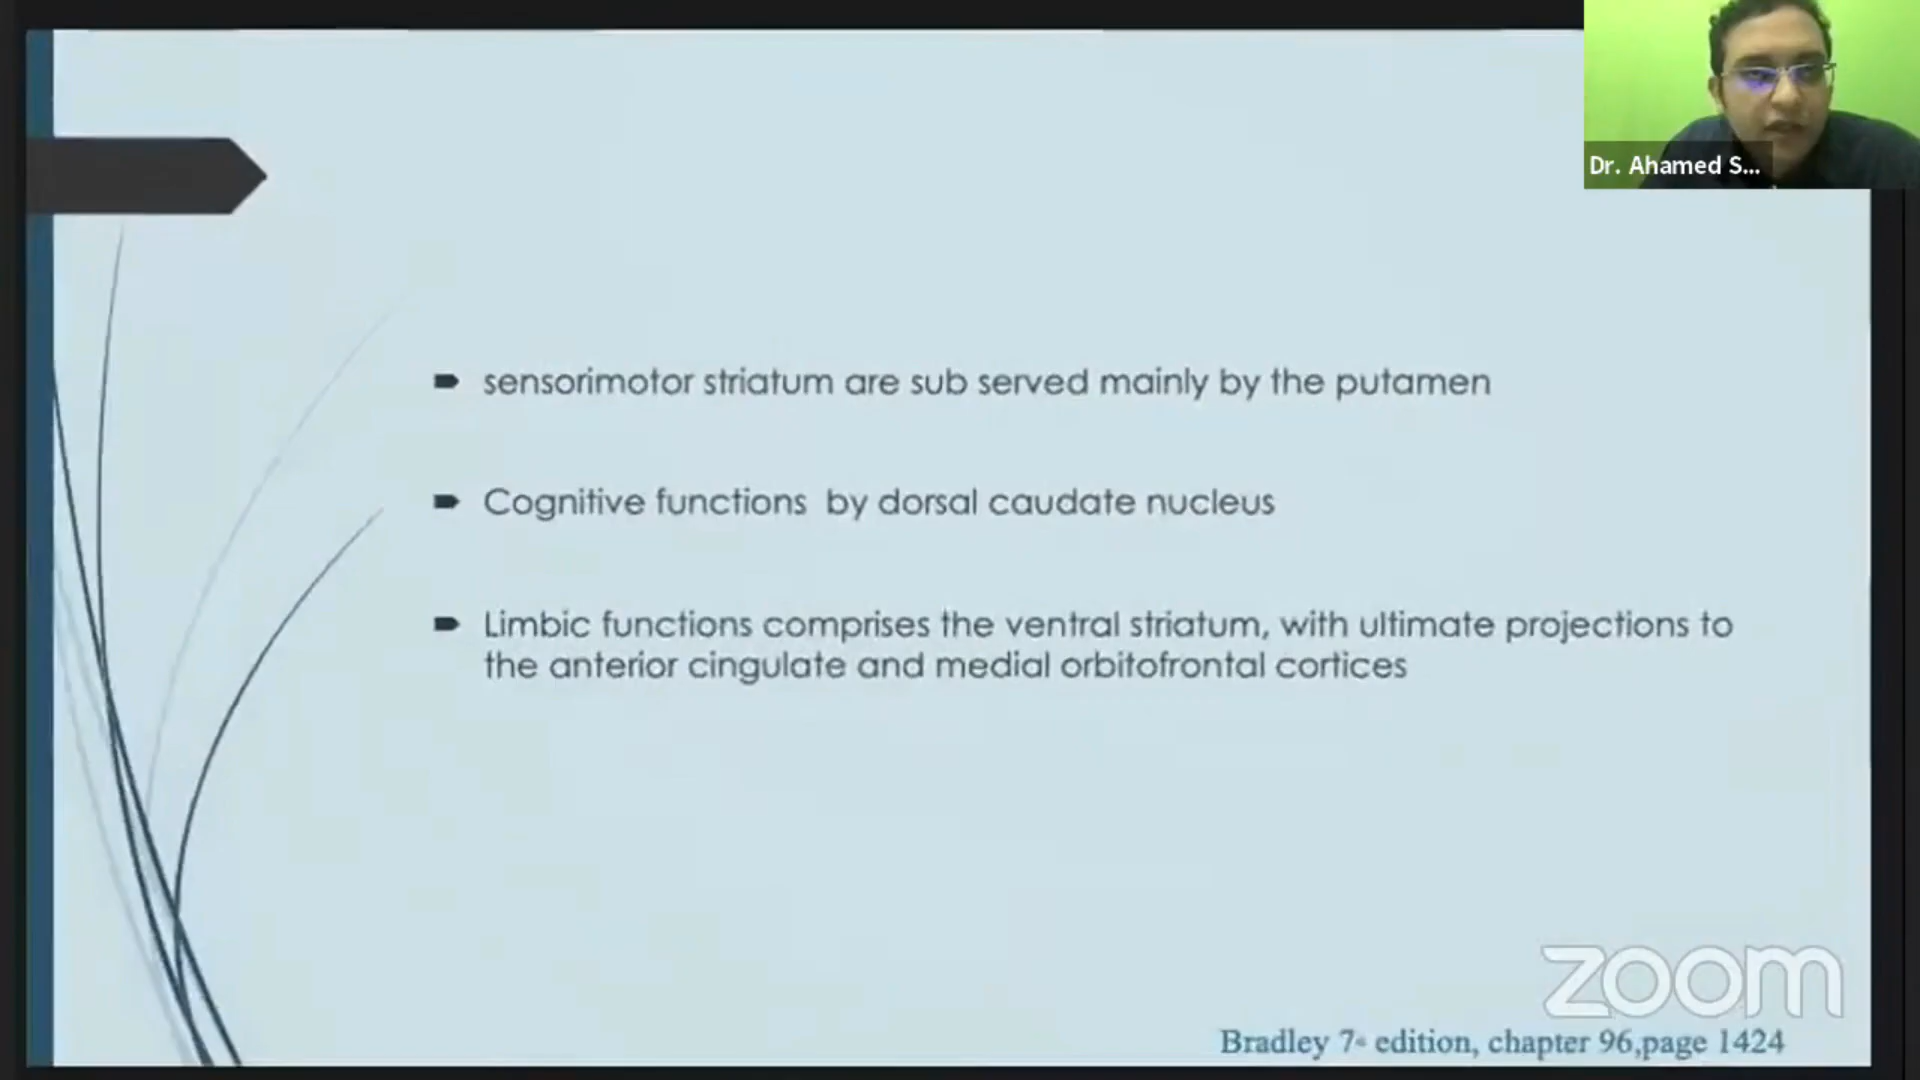 Dr. Ahamed S...
sensorimotor striatum are sub served mainly by the putamen
Cognitive functions by dorsal caudate nucleus
Limbic functions comprises the ventral striatum, with ultimate projections to
the anterior cingulate and medial orbitofrontal cortices
zoom
Bradley 7th edition, chapter 96,page 1424